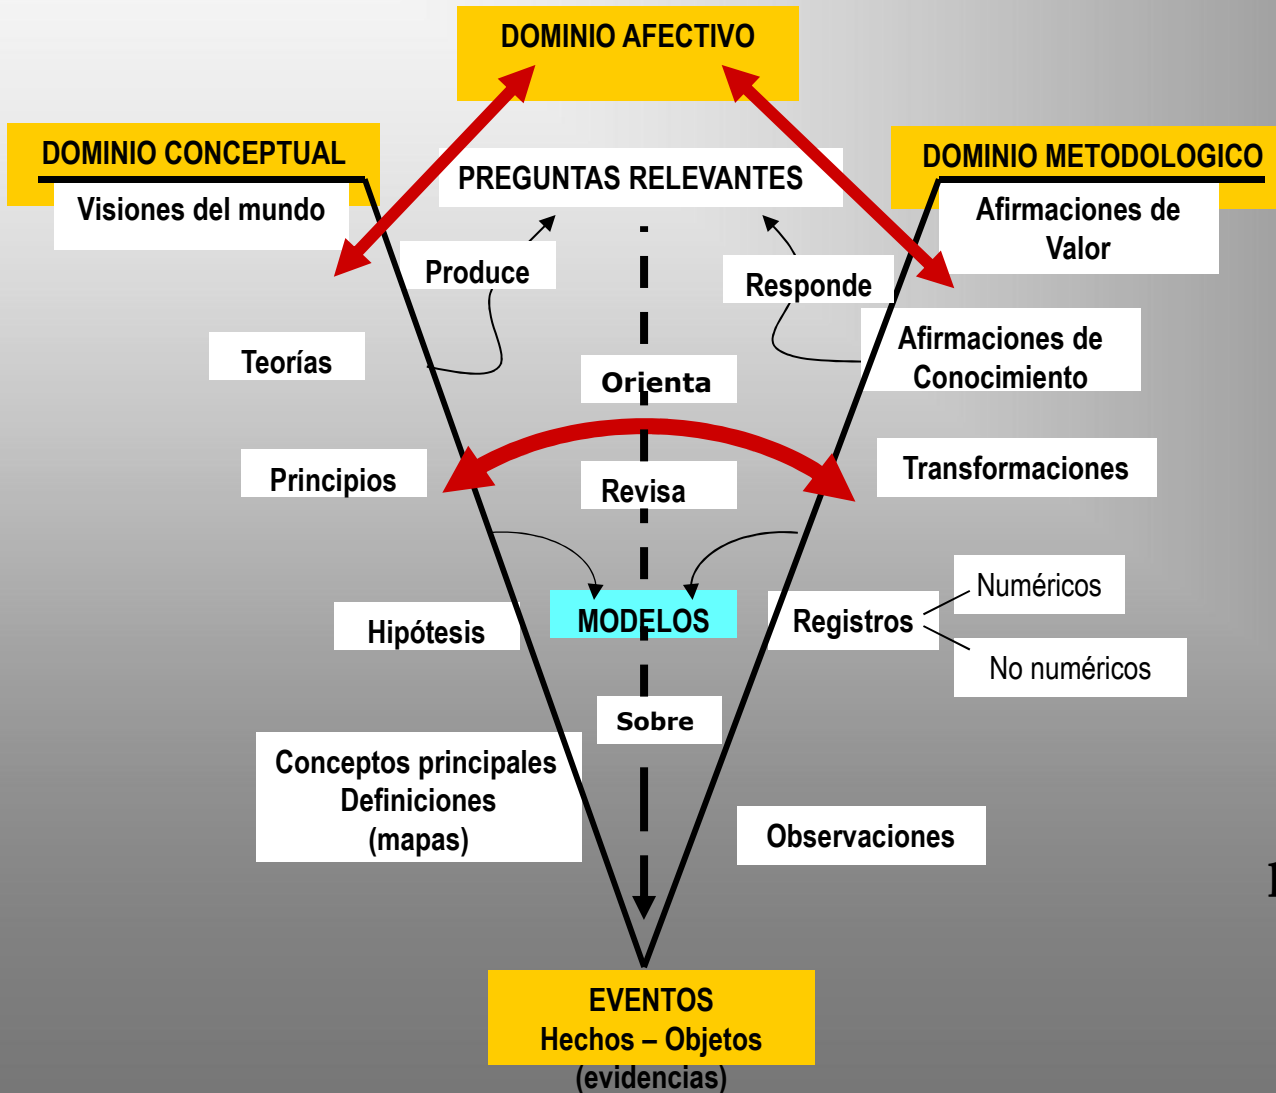 DOMINIO AFECTIVO
DOMINIO CONCEPTUAL
DOMINIO METODOLOGICO
PREGUNTAS RELEVANTES
Visiones del mundo
Afirmaciones de
Valor
Produce
Responde
Teorías
Orienta
Afirmaciones de
Conocimiento
Principios
Revisa
Transformaciones
Hipótesis
MODELOS
Registros
Numéricos
No numéricos
Sobre
Conceptos principales
Definiciones
(mapas)
Observaciones
EVENTOS
Hechos – Objetos
(evidencias)